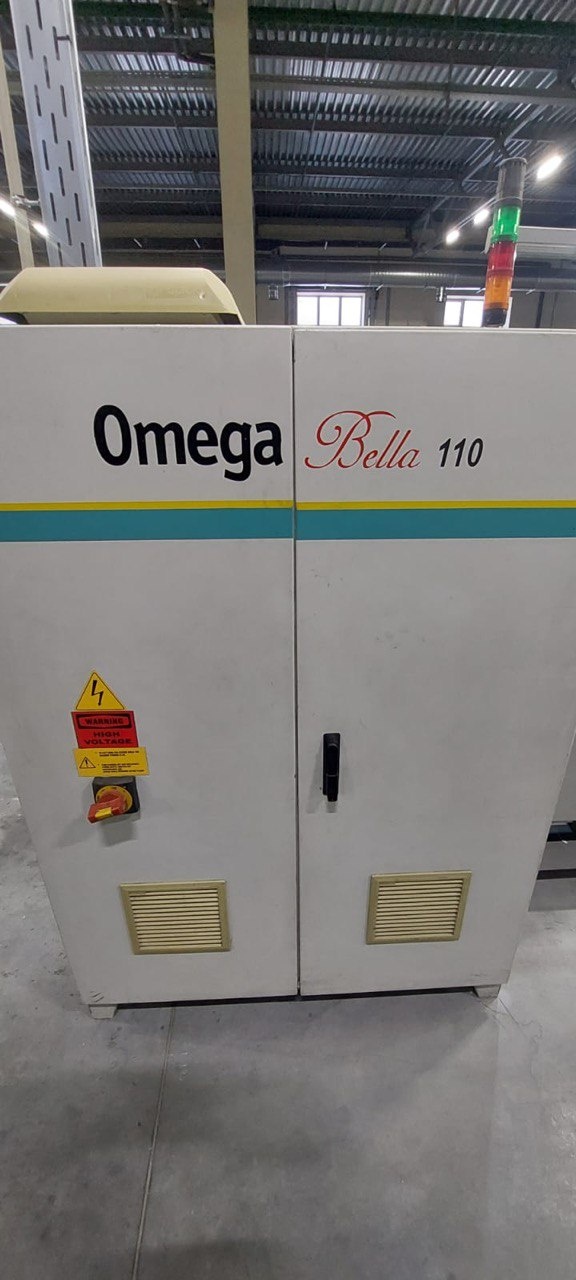 Omega Bella 110
WARNING
HIGH
VOLTAGE